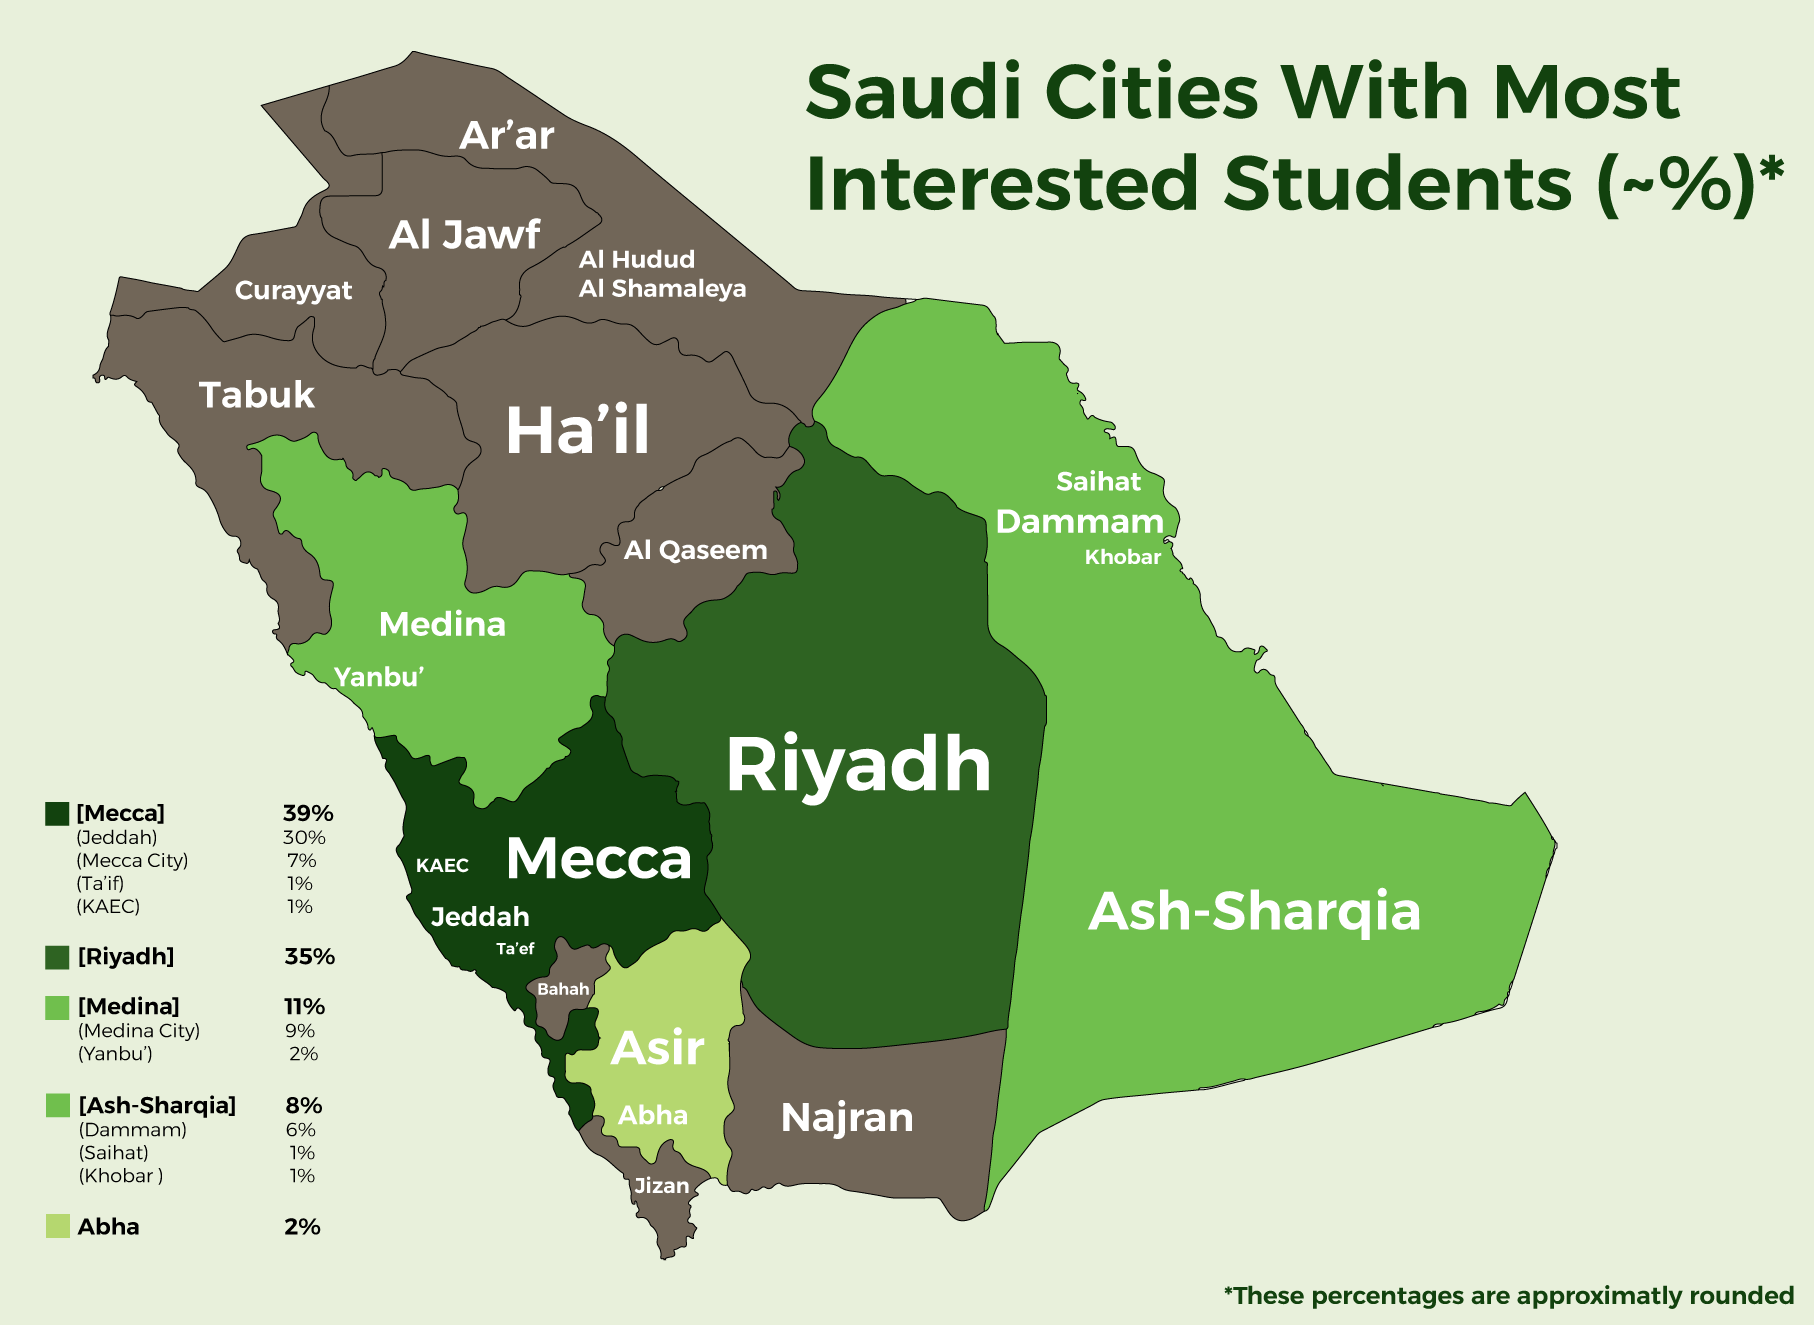 Saudi Cities With Most
Interested Students (~%)*
Ar’ar
Al Jawf
Al Hudud
Al Shamaleya
Curayyat
Tabuk
Ha’il
Al Qaseem
Saihat
Dammam
Khobar
Medina
Yanbu’
Riyadh
Mecca
KAEC
Jeddah
Ta’ef
Ash-Sharqia
Bahah
Asir
Abha
Najran
Jizan
[Mecca] 39%
(Jeddah) 30%
(Mecca City) 7%
(Ta’if) 1%
(KAEC) 1%
[Riyadh] 35%
[Medina] 11%
(Medina City) 9%
(Yanbu’) 2%
[Ash-Sharqia] 8%
(Dammam) 6%
(Saihat) 1%
(Khobar ) 1%
Abha 2%
*These percentages are approximatly rounded